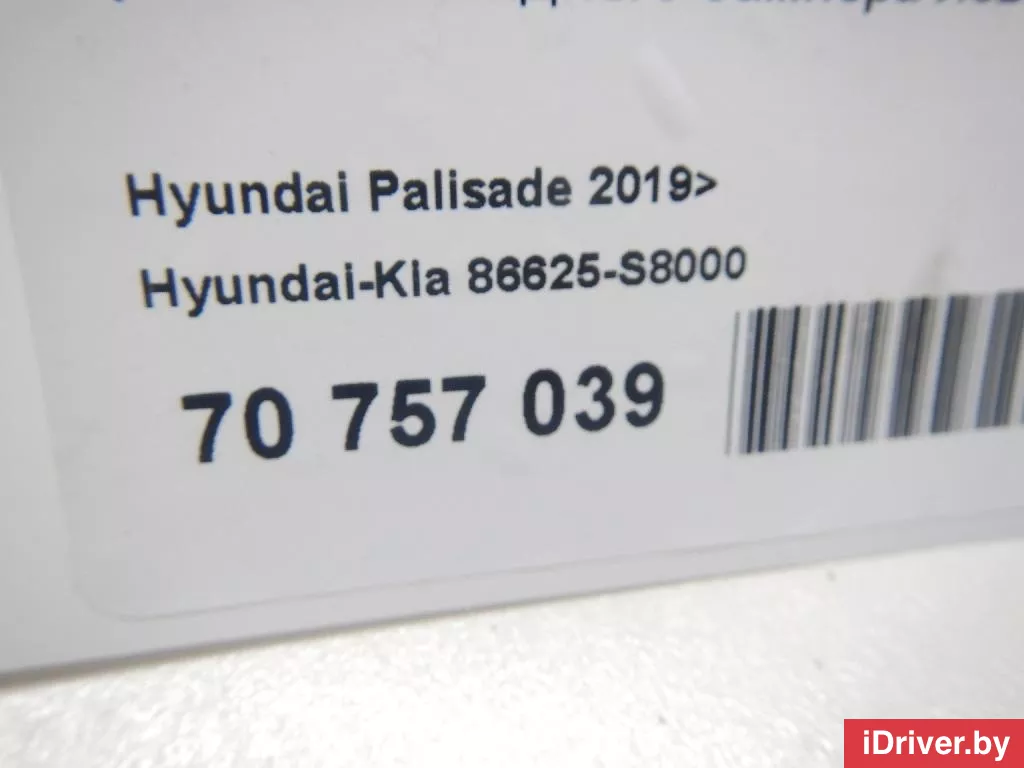 Hyundai Palisade 2019>
Hyundai-Kia 86625-S8000
70 757 039
iDriver.by